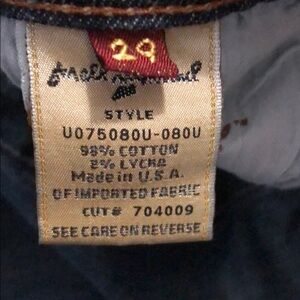 29
STYLE
U075080U-080U
98% COTTON
2% LYCRA
Made in U.S.A.
OF IMPORTED FABRIC
CUT# 704009
SEE CARE ON REVERSE